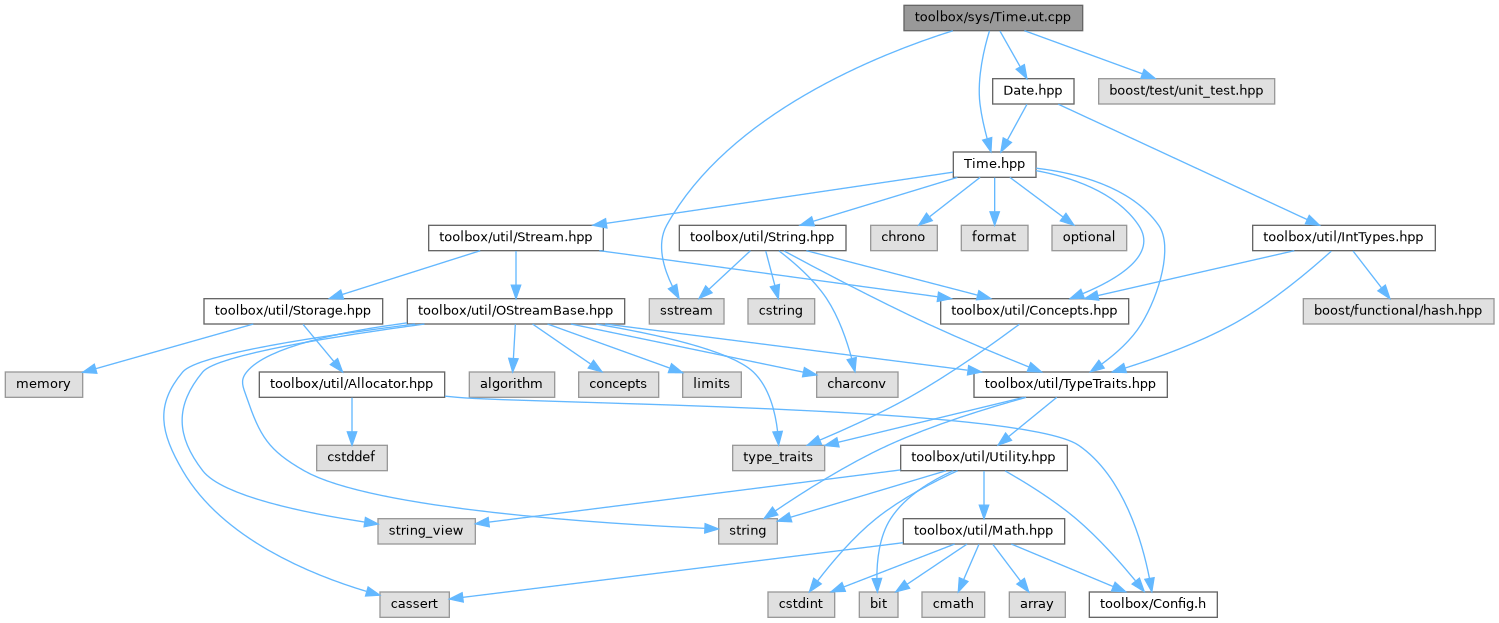 toolbox/sys/Time.ut.cpp
Date.hpp
boost/test/unit_test.hpp
Time.hpp
toolbox/util/Stream.hpp
toolbox/util/String.hpp
chrono
format
optional
toolbox/util/IntTypes.hpp
toolbox/util/Storage.hpp
toolbox/util/OStreamBase.hpp
sstream
cstring
toolbox/util/Concepts.hpp
boost/functional/hash.hpp
memory
toolbox/util/Allocator.hpp
algorithm
concepts
limits
charconv
toolbox/util/TypeTraits.hpp
cstddef
type_traits
toolbox/util/Utility.hpp
string_view
string
toolbox/util/Math.hpp
cassert
cstdint
bit
cmath
array
toolbox/Config.h